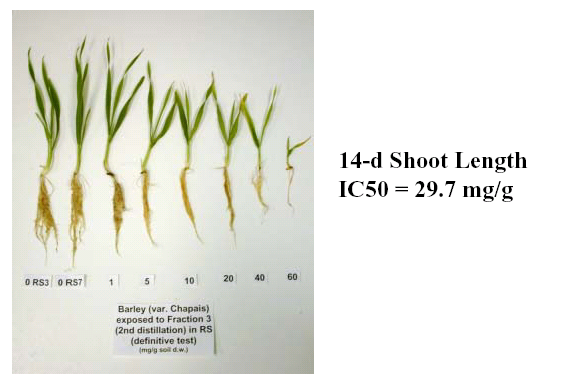 14-d Shoot Length
IC50 = 29.7 mg/g
0 RS3 0 RS7 1 5 10 20 40 60
Barley (var. Chapais)
exposed to Fraction 3
(2nd distillation) in RS
(definitive test)
(mg/g soil d.w.)